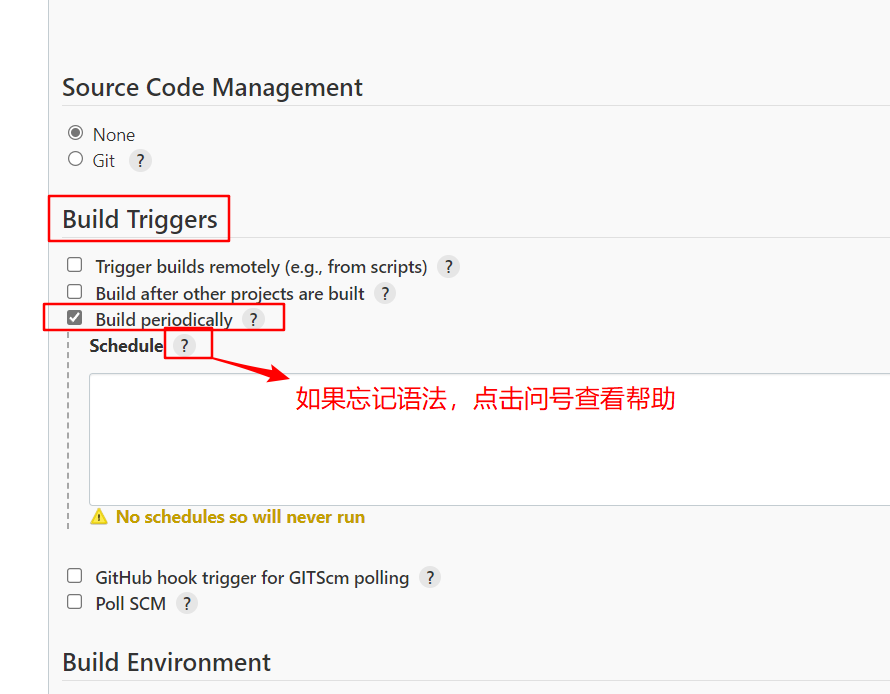 Source Code Management
None
Git ?
Build Triggers
Trigger builds remotely (e.g., from scripts) ?
Build after other projects are built ?
Build periodically ?
Schedule ?
如果忘记语法，点击问号查看帮助
No schedules so will never run
GitHub hook trigger for GITScm polling ?
Poll SCM ?
Build Environment